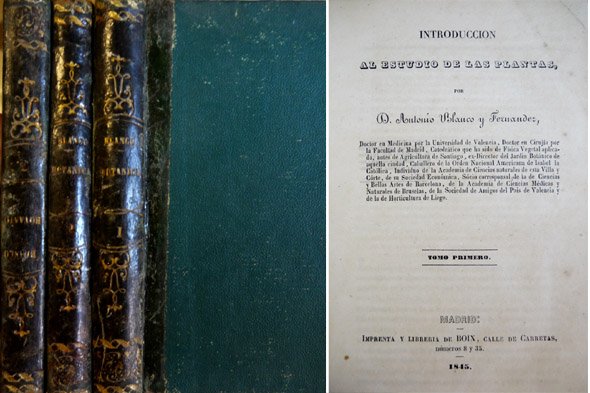 BLANCO
BOTANICA
BLANCO
BOTANICA
BLANCO
BOTANICA
I
INTRODUCCION
AL ESTUDIO DE LAS PLANTAS,
POR
D. Antonio Blanco y Fernandez,
Doctor en Medicina por la Universidad de Valencia, Doctor en Cirujía por
la Facultad de Madrid, Catedrático que ha sido de Física Vegetal aplica-
da, antes de Agricultura de Santiago, ex-Director del Jardin Botánico de
aquella ciudad, Caballero de la Orden Nacional Americana de Isabel la
Católica, Individuo de la Academia de Ciencias naturales de esta Villa y
Córte, de su Sociedad Económica, Sócio corresponsal de la de Ciencias
y Bellas Artes de Barcelona, de la Academia de Ciencias Médicas y
Naturales de Bruselas, de la Sociedad de Amigos del País de Valencia y
de la de Horticultura de Liege.
TOMO PRIMERO.
MADRID:
IMPRENTA Y LIBRERIA DE BOIX, CALLE DE CARRETAS,
números 8 y 35.
1845.